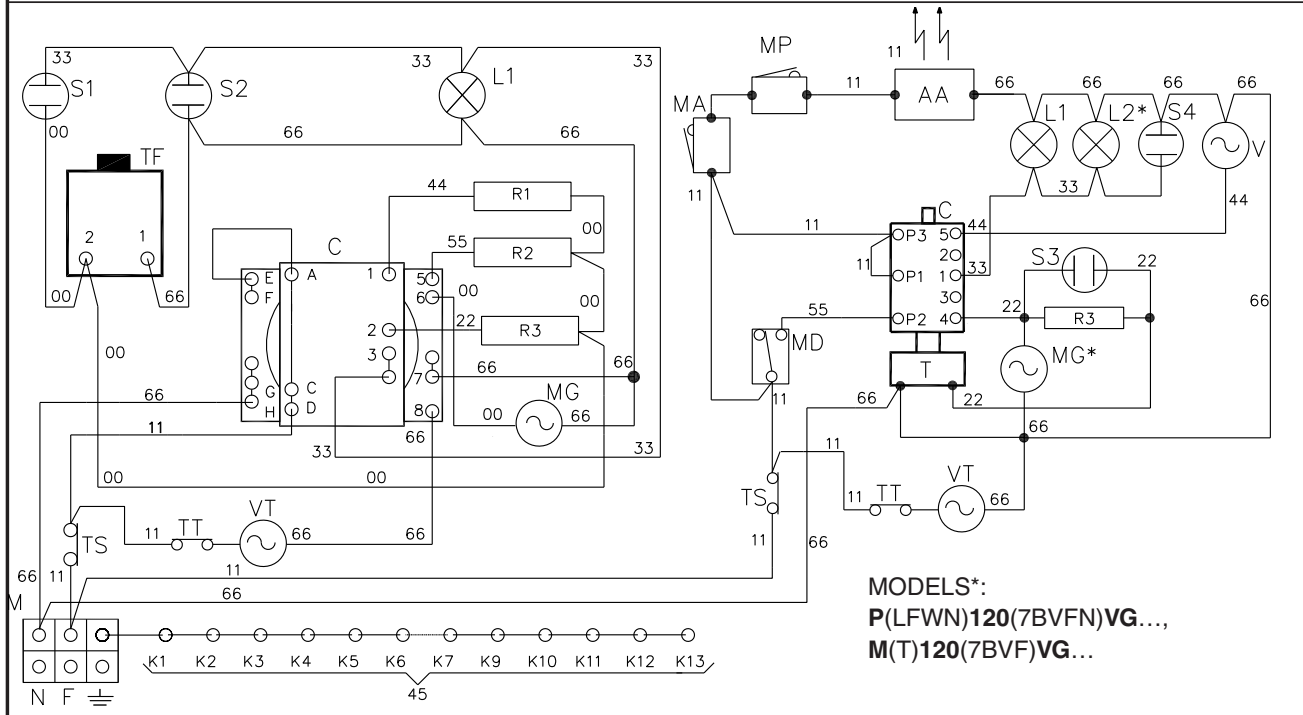 33 33 33 L1
S1 S2
00 66 66
TF
2 1
00 66
00
C
44 R1 00
55 R2 00
22 R3
E F A 1 5 6 00
2
3
66 66
7
G H C D 8
66
MG
00 66
66
11
33 33
00 00
VT
TT
11 66 66
TS
66 11
11
66
M
N F
K1 K2 K3 K4 K5 K6 K7 K9 K10 K11 K12 K13
45
MP 11
MA 11 AA 66 66 66 66
L1 L2* S4 V
11 33 44
C
11 P3 5 44
2
11 P1 1 33
3
55 P2 4 22
S3 22
R3
MD
MG*
T
66 22
11 66
66
11
TS
VT
11 TT 66
11
66
MODELS*:
P(LFWN)120(7BVFN)VG...,
M(T)120(7BVF)VG...